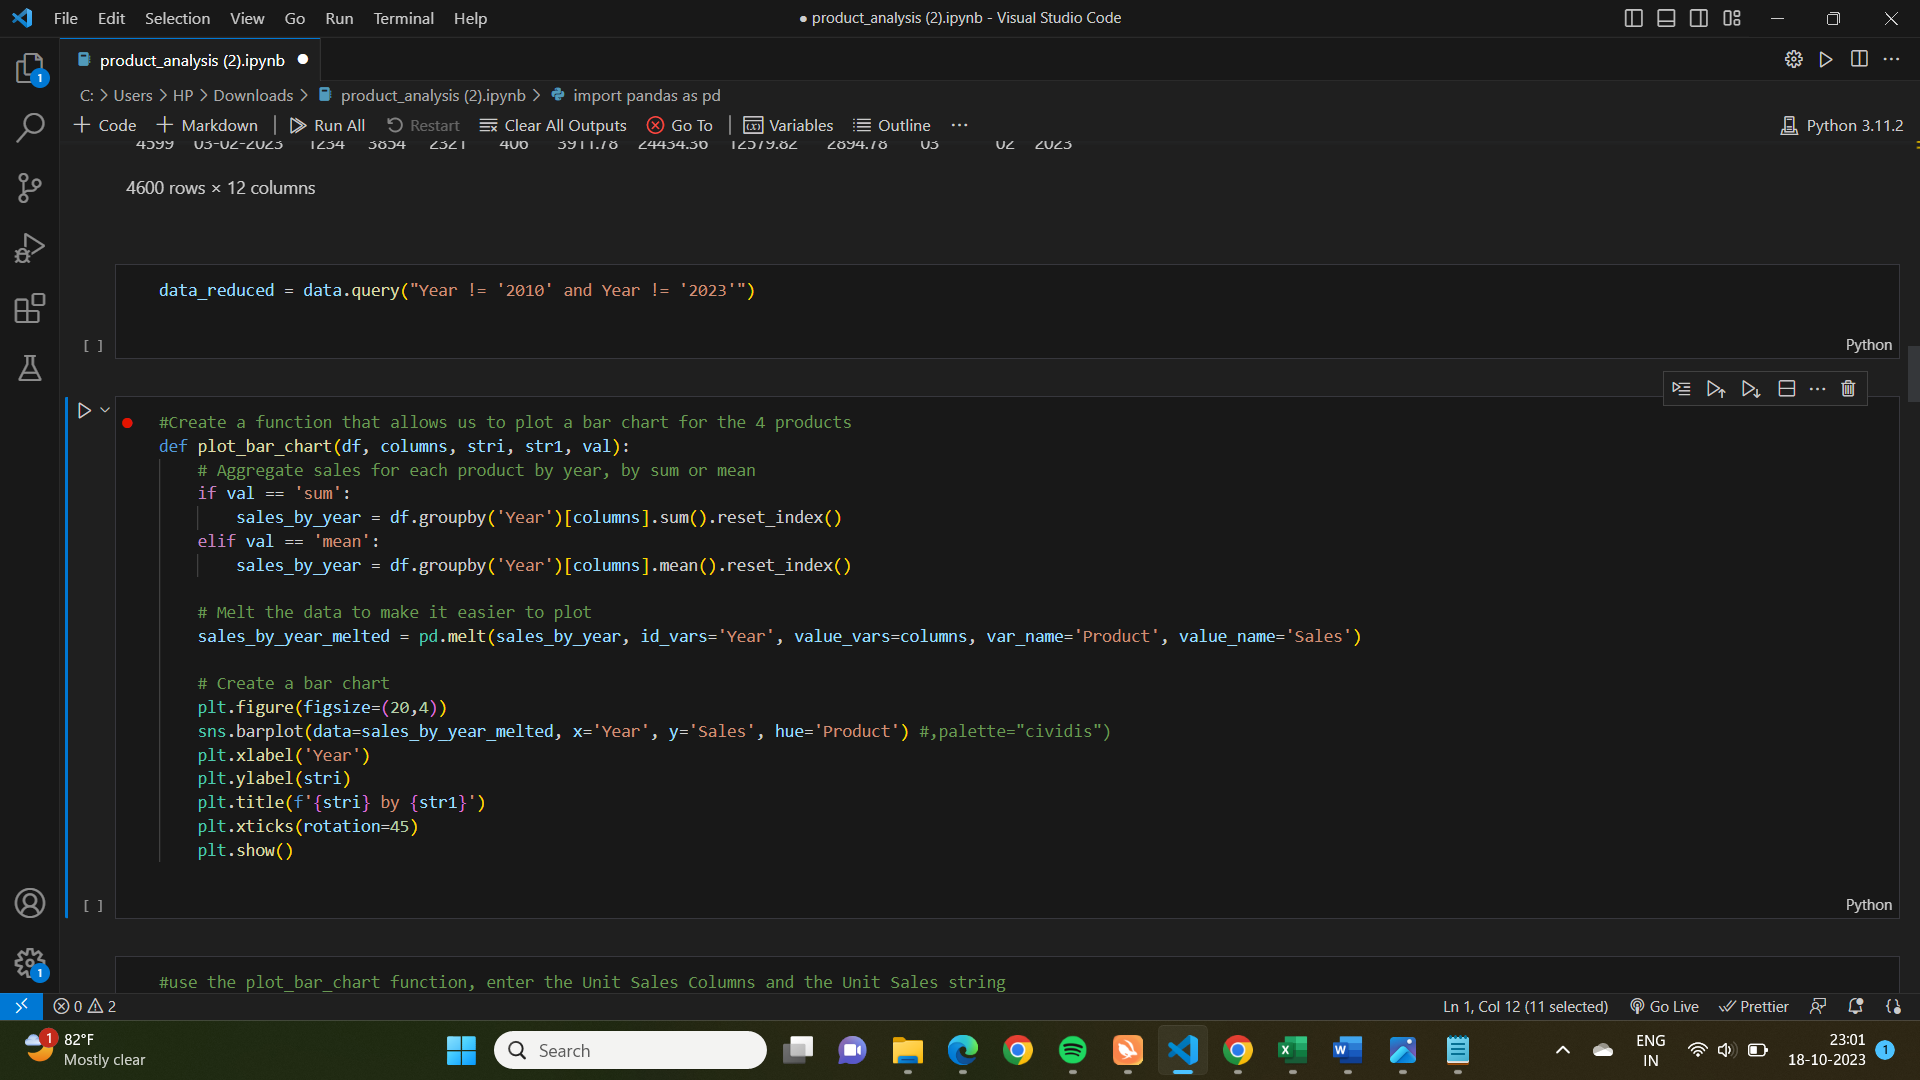 File Edit Selection View Go Run Terminal Help
● product_analysis (2).ipynb - Visual Studio Code
product_analysis (2).ipynb ●
C: > Users > HP > Downloads > product_analysis (2).ipynb > import pandas as pd
+ Code + Markdown | Run All Restart Clear All Outputs Go To | Variables Outline ···
Python 3.11.2
4599 03-02-2023 1234 3854 2321 406 3911.78 24434.36 12579.82 2894.78 03 02 2023
4600 rows × 12 columns
data_reduced = data.query("Year != '2010' and Year != '2023'")
[ ]
Python
#Create a function that allows us to plot a bar chart for the 4 products
def plot_bar_chart(df, columns, stri, str1, val):
# Aggregate sales for each product by year, by sum or mean
if val == 'sum':
sales_by_year = df.groupby('Year')[columns].sum().reset_index()
elif val == 'mean':
sales_by_year = df.groupby('Year')[columns].mean().reset_index()
# Melt the data to make it easier to plot
sales_by_year_melted = pd.melt(sales_by_year, id_vars='Year', value_vars=columns, var_name='Product', value_name='Sales')
# Create a bar chart
plt.figure(figsize=(20,4))
sns.barplot(data=sales_by_year_melted, x='Year', y='Sales', hue='Product') #,palette="cividis")
plt.xlabel('Year')
plt.ylabel(stri)
plt.title(f'{stri} by {str1}')
plt.xticks(rotation=45)
plt.show()
[ ]
Python
#use the plot_bar_chart function, enter the Unit Sales Columns and the Unit Sales string
0 2
Ln 1, Col 12 (11 selected) Go Live Prettier
1
82°F
Mostly clear
Search
ENG
IN
23:01
18-10-2023
1